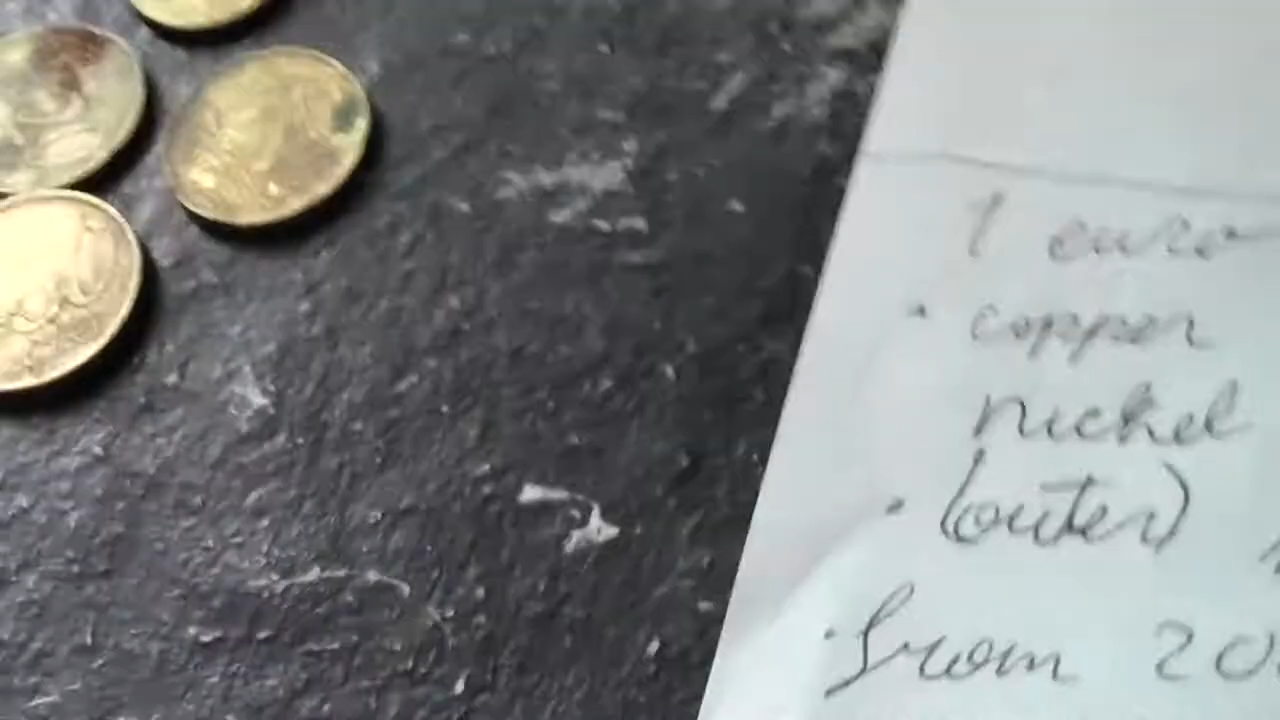 1 euro
· copper
nickel
· (outer)
· from